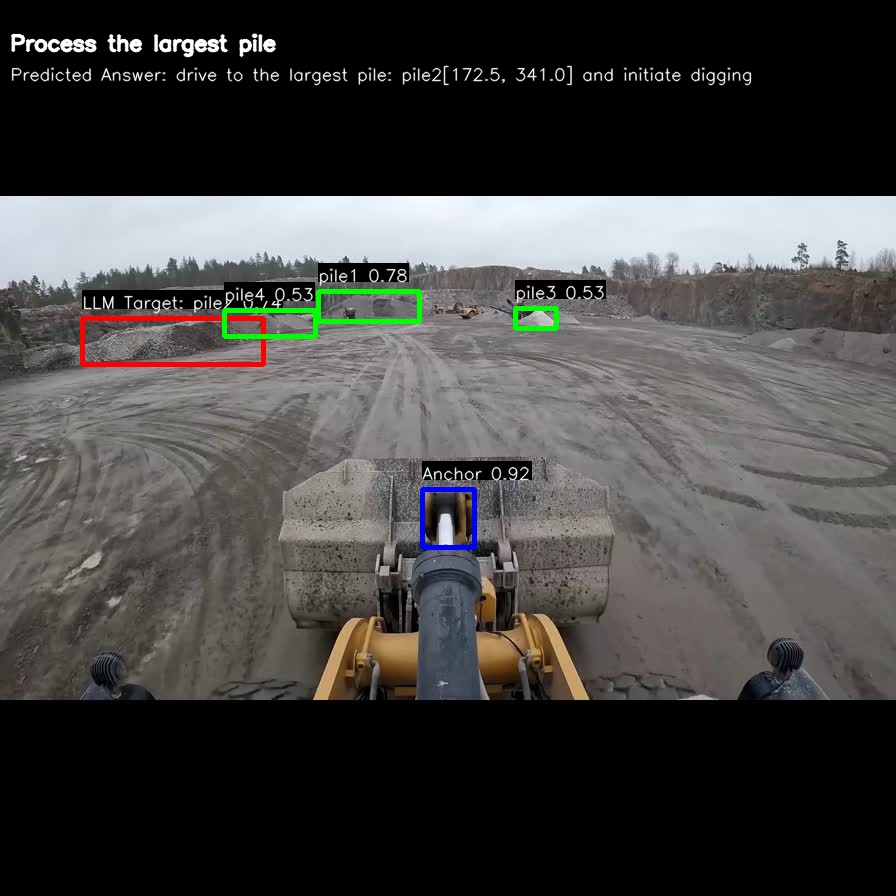 Process the largest pile
Predicted Answer: drive to the largest pile: pile2[172.5, 341.0] and initiate digging
pile1 0.78
pile4 0.53
pile3 0.53
LLM Target: pile2 0.74
Anchor 0.92